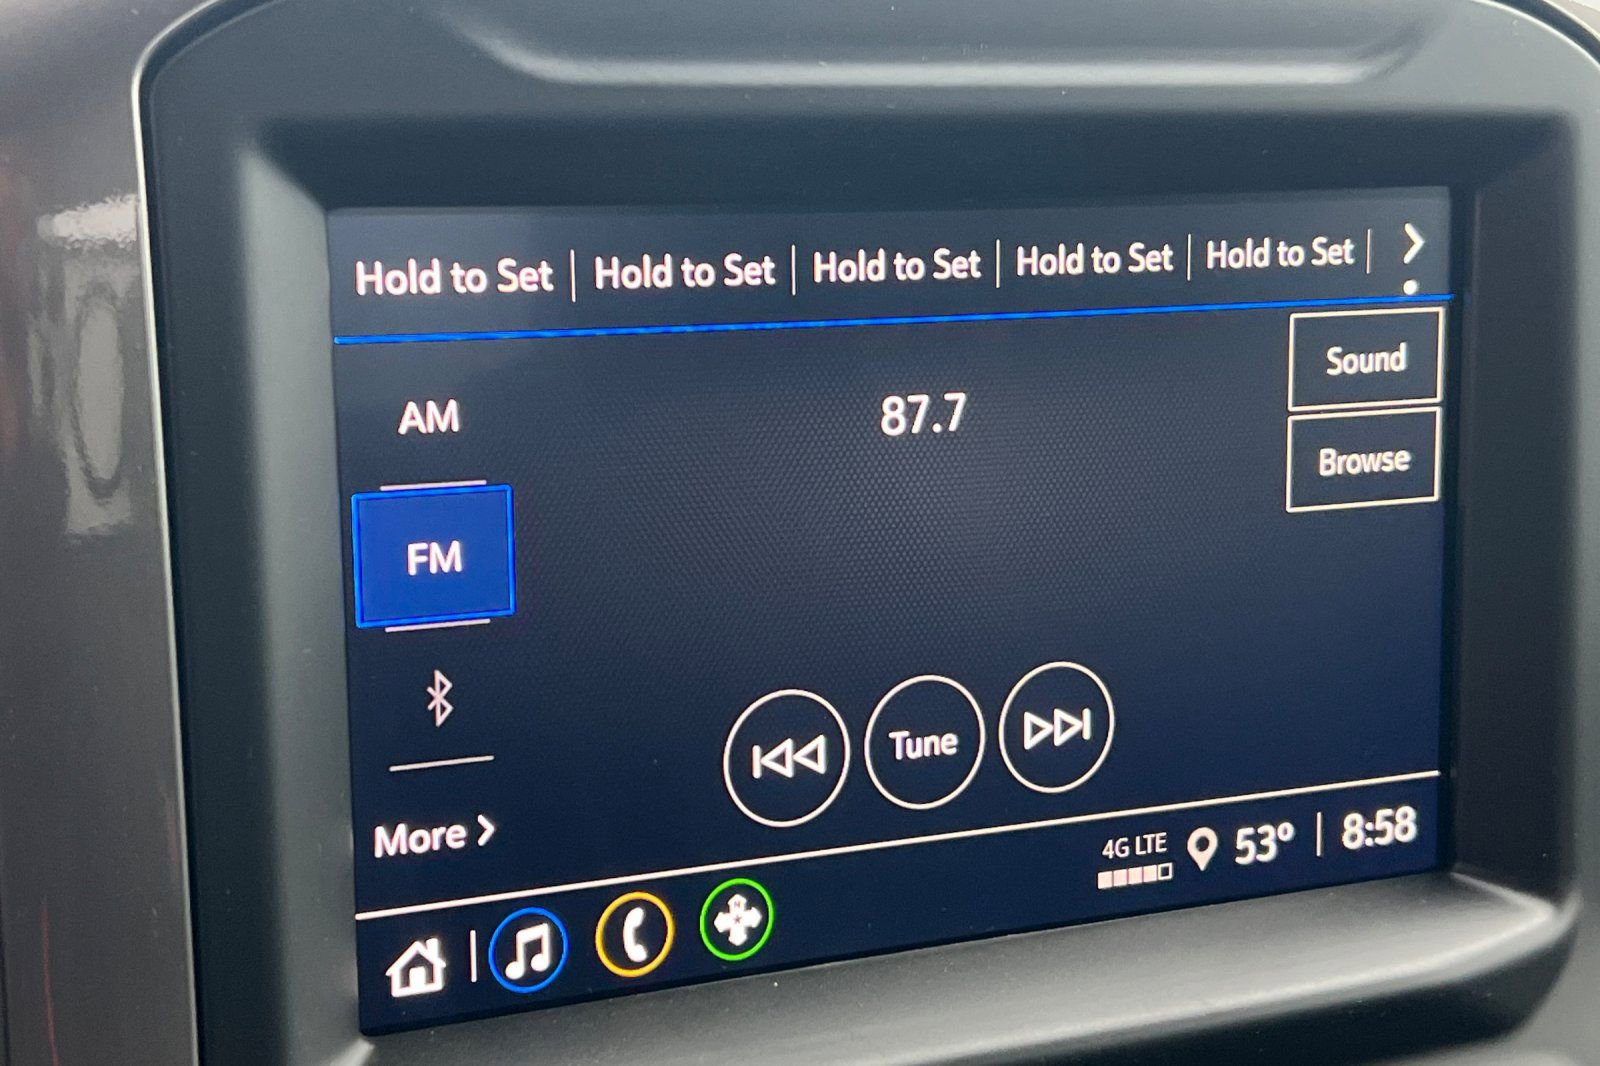 Hold to Set | Hold to Set | Hold to Set | Hold to Set | Hold to Set |
Sound
AM
87.7
Browse
FM
Tune
More
4G LTE
53° | 8:58